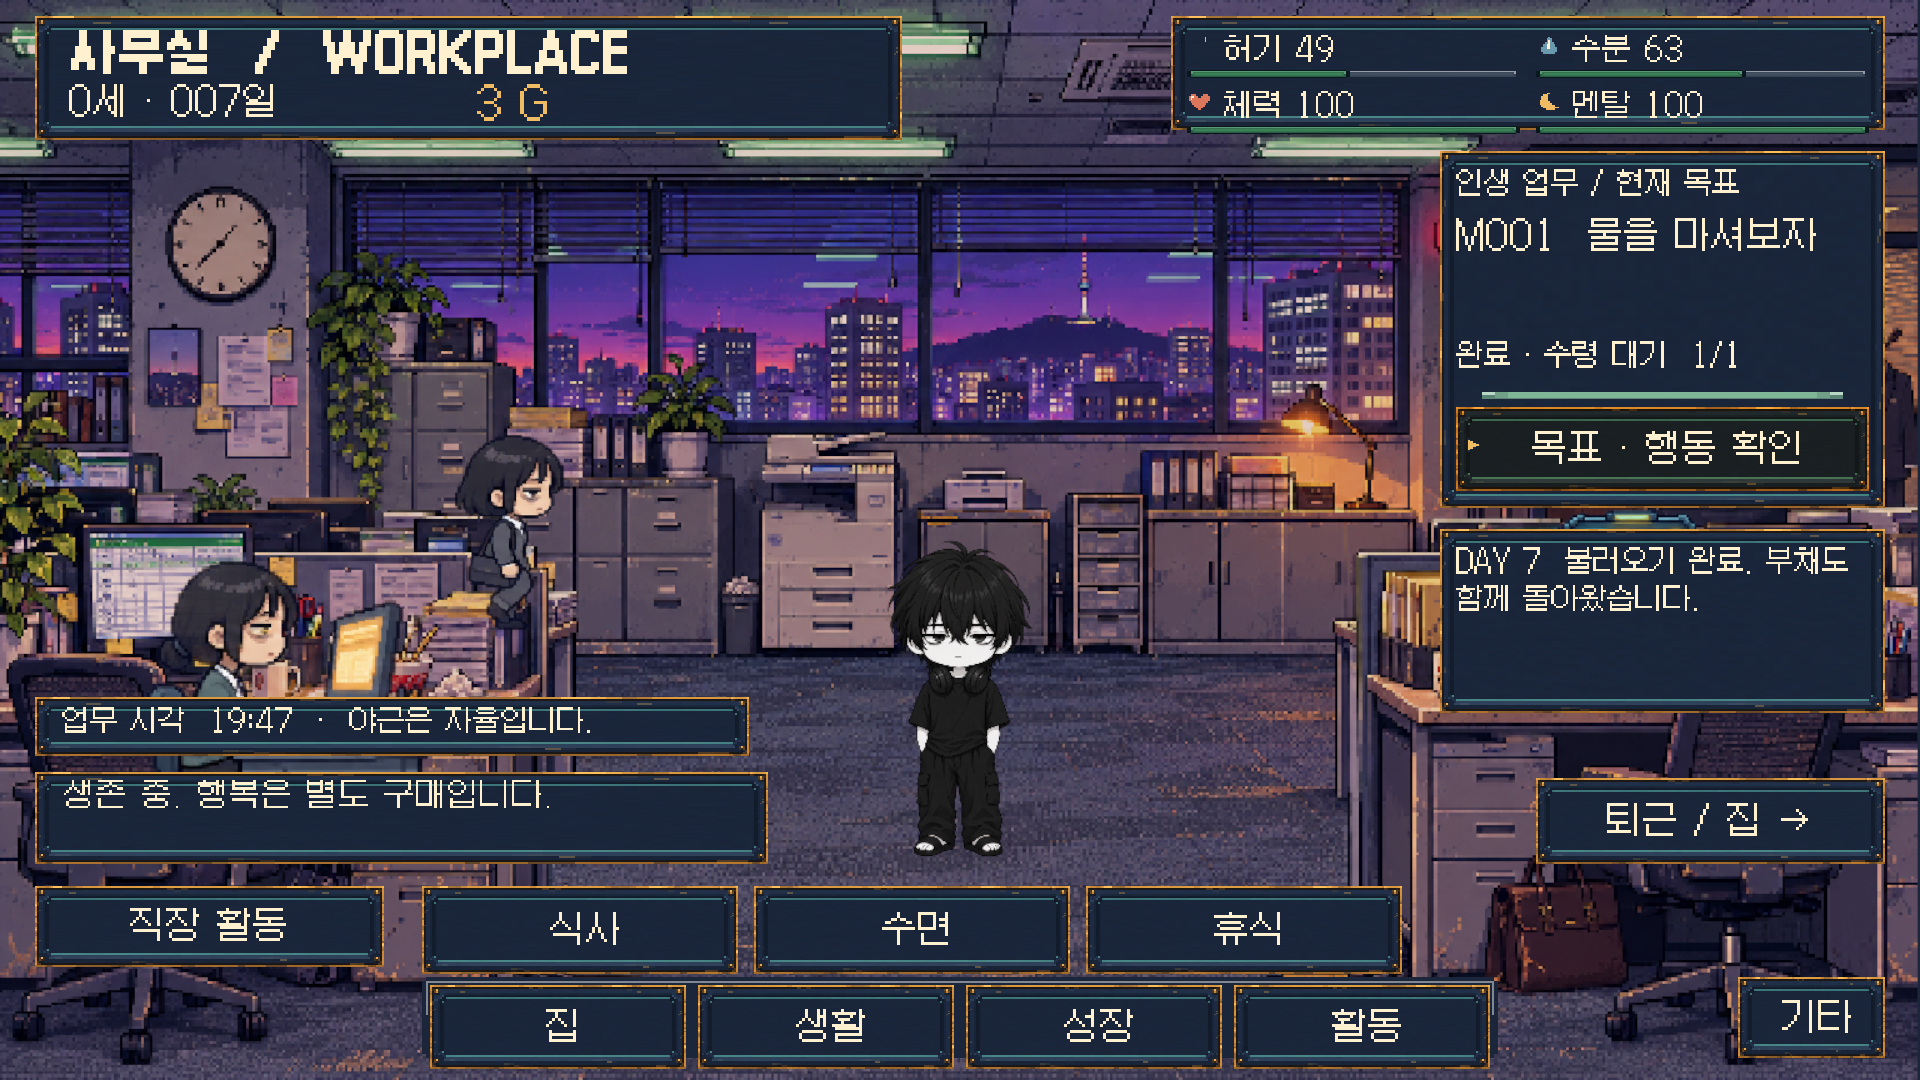 사무실 / WORKPLACE
0세 · 007일 3 G
허기 49 수분 63
체력 100 멘탈 100
인생 업무 / 현재 목표
M001 물을 마셔보자
완료 · 수령 대기 1/1
목표 · 행동 확인
DAY 7 불러오기 완료. 부채도
함께 돌아왔습니다.
업무 시각 19:47 · 야근은 자율입니다.
생존 중. 행복은 별도 구매입니다.
퇴근 / 집 →
직장 활동 식사 수면 휴식
집 생활 성장 활동 기타